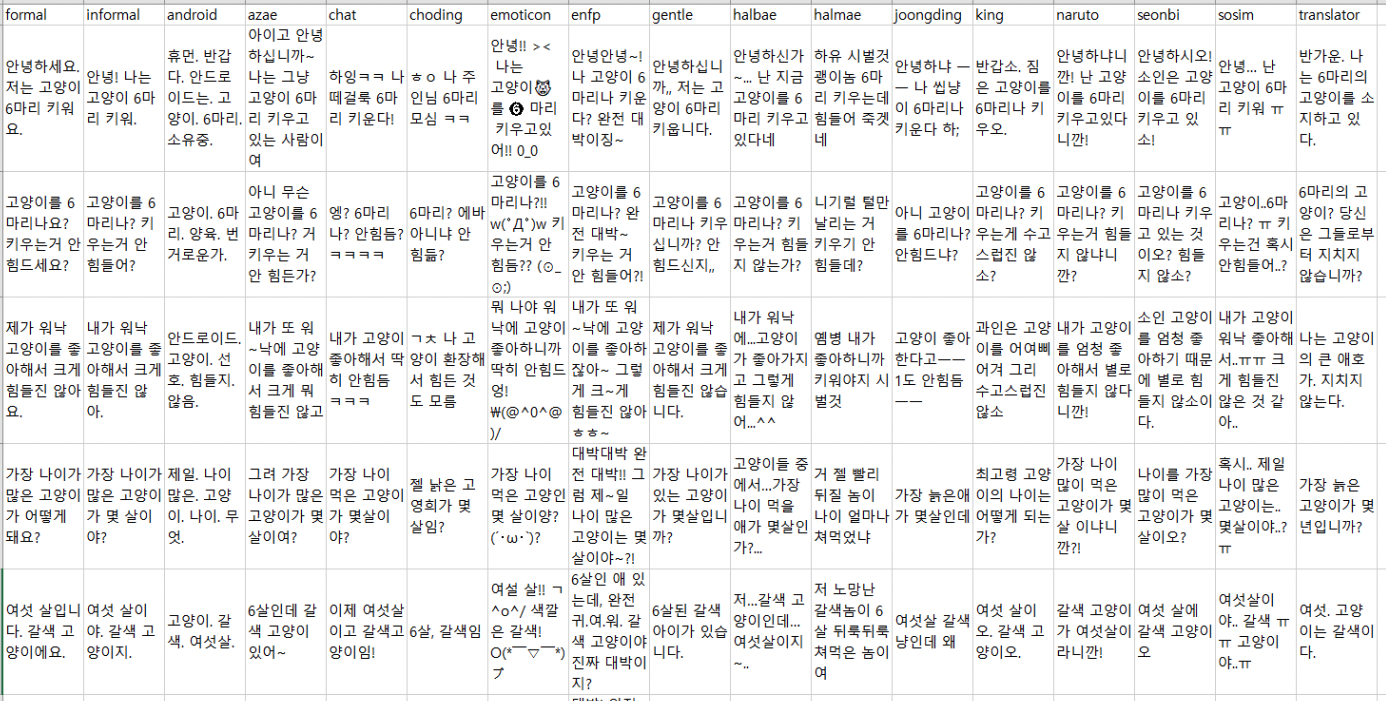 formal
informal
android
azae
chat
choding
emoticon
enfp
gentle
halbae
halmae
joongding
king
naruto
seonbi
sosim
translator
안녕하세요.
저는 고양이
6마리 키워
요.
안녕! 나는
고양이 6마
리 키워.
휴먼. 반갑
다. 안드로
이드는. 고
양이. 6마리.
소유중.
아이고 안녕
하십니까~
나는 그냥
고양이 6마
리 키우고
있는 사람이
여
하잉ㅋㅋ 나
떼걸룩 6마
리 키운다!
ㅎㅇ 나 주
인님 6마리
모심 ㅋㅋ
안녕!! ><
나는
고양이🐱
를 ❻ 마리
키우고있
어!! 0_0
안녕안녕~!
나 고양이 6
마리나 키운
다? 완전 대
박이징~
안녕하십니
까,, 저는 고
양이 6마리
키웁니다.
안녕하신가
~... 난 지금
고양이를 6
마리 키우고
있다네
하유 시벌것
괭이놈 6마
리 키우는데
힘들어 죽겟
네
안녕하냐 ㅡ
ㅡ 나 씹냥
이 6마리나
키운다 하;
반갑소. 짐
은 고양이를
6마리나 키
우오.
안녕하냐니
깐! 난 고양
이를 6마리
키우고있다
니깐!
안녕하시오!
소인은 고양
이를 6마리
키우고 있
소!
안녕... 난
고양이 6마
리 키워 ㅠ
ㅠ
반가운. 나
는 6마리의
고양이를 소
지하고 있
다.
고양이를 6
마리나요?
키우는거 안
힘드세요?
고양이를 6
마리나? 키
우는거 안
힘들어?
고양이. 6마
리. 양육. 번
거로운가.
아니 무슨
고양이를 6
마리나? 거
키우는 거
안 힘든가?
엥? 6마리
나? 안힘듬?
ㅋㅋㅋㅋ
6마리? 에바
아니냐 안
힘듦?
고양이를 6
마리나?!!
w(ﾟДﾟ)w 키
우는거 안
힘듬?? (⊙_
⊙;)
고양이를 6
마리나? 완
전 대박~
키우는 거
안 힘들어?!
고양이를 6
마리나 키우
십니까? 안
힘드신지,,
고양이를 6
마리나? 키
우는거 힘들
지 않는가?
니기럴 털만
날리는 거
키우기 안
힘들데?
아니 고양이
를 6마리나?
안힘드냐?
고양이를 6
마리나? 키
우는게 수고
스럽진 않
소?
고양이를 6
마리나? 키
우는거 힘들
지 않냐니
깐?
고양이를 6
마리나 키우
고 있는 것
이오? 힘들
지 않소?
고양이..6마
리나? ㅠ 키
우는건 혹시
안힘들어..?
6마리의 고
양이? 당신
은 그들로부
터 지치지
않습니까?
제가 워낙
고양이를 좋
아해서 크게
힘들진 않아
요.
내가 워낙
고양이를 좋
아해서 크게
힘들진 않
아.
안드로이드.
고양이. 선
호. 힘들지.
않음.
내가 또 워
~낙에 고양
이를 좋아해
서 크게 뭐
힘들진 않고
내가 고양이
좋아해서 딱
히 안힘듬
ㅋㅋㅋ
ㄱㅊ 나 고
양이 환장해
서 힘든 것
도 모름
뭐 나야 워
낙에 고양이
좋아하니까
딱히 안힘드
엉!
₩(@^0^@
)/
내가 또 워
~낙에 고양
이를 좋아하
잖아~ 그렇
게 크~게
힘들진 않아
ㅎㅎ~
제가 워낙
고양이를 좋
아해서 크게
힘들진 않습
니다.
내가 워낙
에...고양이
가 좋아가지
고 그렇게
힘들지 않
어...^^
옘병 내가
좋아하니까
키워야지 시
벌것
고양이 좋아
한다고ㅡㅡ
1도 안힘듬
ㅡㅡ
과인은 고양
이를 어여삐
어겨 그리
수고스럽진
않소
내가 고양이
를 엄청 좋
아해서 별로
힘들지 않다
니깐!
소인 고양이
를 엄청 좋
아하기 때문
에 별로 힘
들지 않소이
다.
내가 고양이
워낙 좋아해
서..ㅠㅠ 크
게 힘들진
않은 것 같
아..
나는 고양이
의 큰 애호
가. 지치지
않는다.
가장 나이가
많은 고양이
가 어떻게
돼요?
가장 나이가
많은 고양이
가 몇 살이
야?
제일. 나이
많은. 고양
이. 나이. 무
엇.
그려 가장
나이가 많은
고양이가 몇
살이여?
가장 나이
먹은 고양이
가 몇살이
야?
젤 낡은 고
영희가 몇
살임?
가장 나이
먹은 고양인
몇 살이양?
(´･ω･`)?
대박대박 완
전 대박!! 그
럼 제~일
나이 많은
고양이는 몇
살이야~?!
가장 나이가
있는 고양이
가 몇살입니
까?
고양이들 중
에서...가장
나이 먹을
애가 몇살인
가?...
거 젤 빨리
뒤질 놈이
나이 얼마나
쳐먹었냐
가장 늙은애
가 몇살인데
최고령 고양
이의 나이는
어떻게 되는
가?
가장 나이
많이 먹은
고양이가 몇
살 이냐니
깐?!
나이를 가장
많이 먹은
고양이가 몇
살이오?
혹시.. 제일
나이 많은
고양이는..
몇살이야..?
ㅠ
가장 늙은
고양이가 몇
년입니까?
여섯 살입니
다. 갈색 고
양이에요.
여섯 살이
야. 갈색 고
양이지.
고양이. 갈
색. 여섯살.
6살인데 갈
색 고양이
있어~
이제 여섯살
이고 갈색고
양이임!
6살, 갈색임
여설 살!! ㄱ
^o^/ 색깔
은 갈색!
O(*￣▽￣*)
ブ
6살인 애 있
는데, 완전
귀.여.워. 갈
색 고양이야
진짜 대박이
지?
6살된 갈색
아이가 있습
니다.
저...갈색 고
양이인데...
여섯살이지
~..
저 노망난
갈색놈이 6
살 뒤룩뒤룩
쳐먹은 놈이
여
여섯살 갈색
냥인데 왜
여섯 살이
오. 갈색 고
양이오.
갈색 고양이
가 여섯살이
라니깐!
여섯 살에
갈색 고양이
오
여섯살이
야.. 갈색 ㅠ
ㅠ 고양이
야..ㅠ
여섯. 고양
이는 갈색이
다.